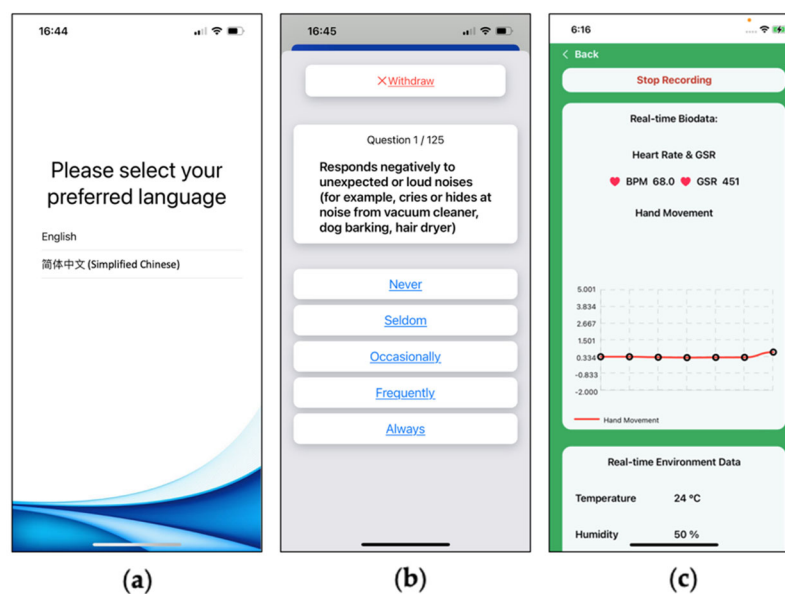 16:44
Please select your
preferred language
English
简体中文 (Simplified Chinese)
(a)
16:45
×Withdraw
Question 1 / 125
Responds negatively to
unexpected or loud noises
(for example, cries or hides at
noise from vacuum cleaner,
dog barking, hair dryer)
Never
Seldom
Occasionally
Frequently
Always
(b)
6:16
Back
Stop Recording
Real-time Biodata:
Heart Rate & GSR
BPM 68.0 GSR 451
Hand Movement
5.001
3.834
2.667
1.501
0.334
-0.833
-2.000
Hand Movement
Real-time Environment Data
Temperature 24 °C
Humidity 50 %
(c)